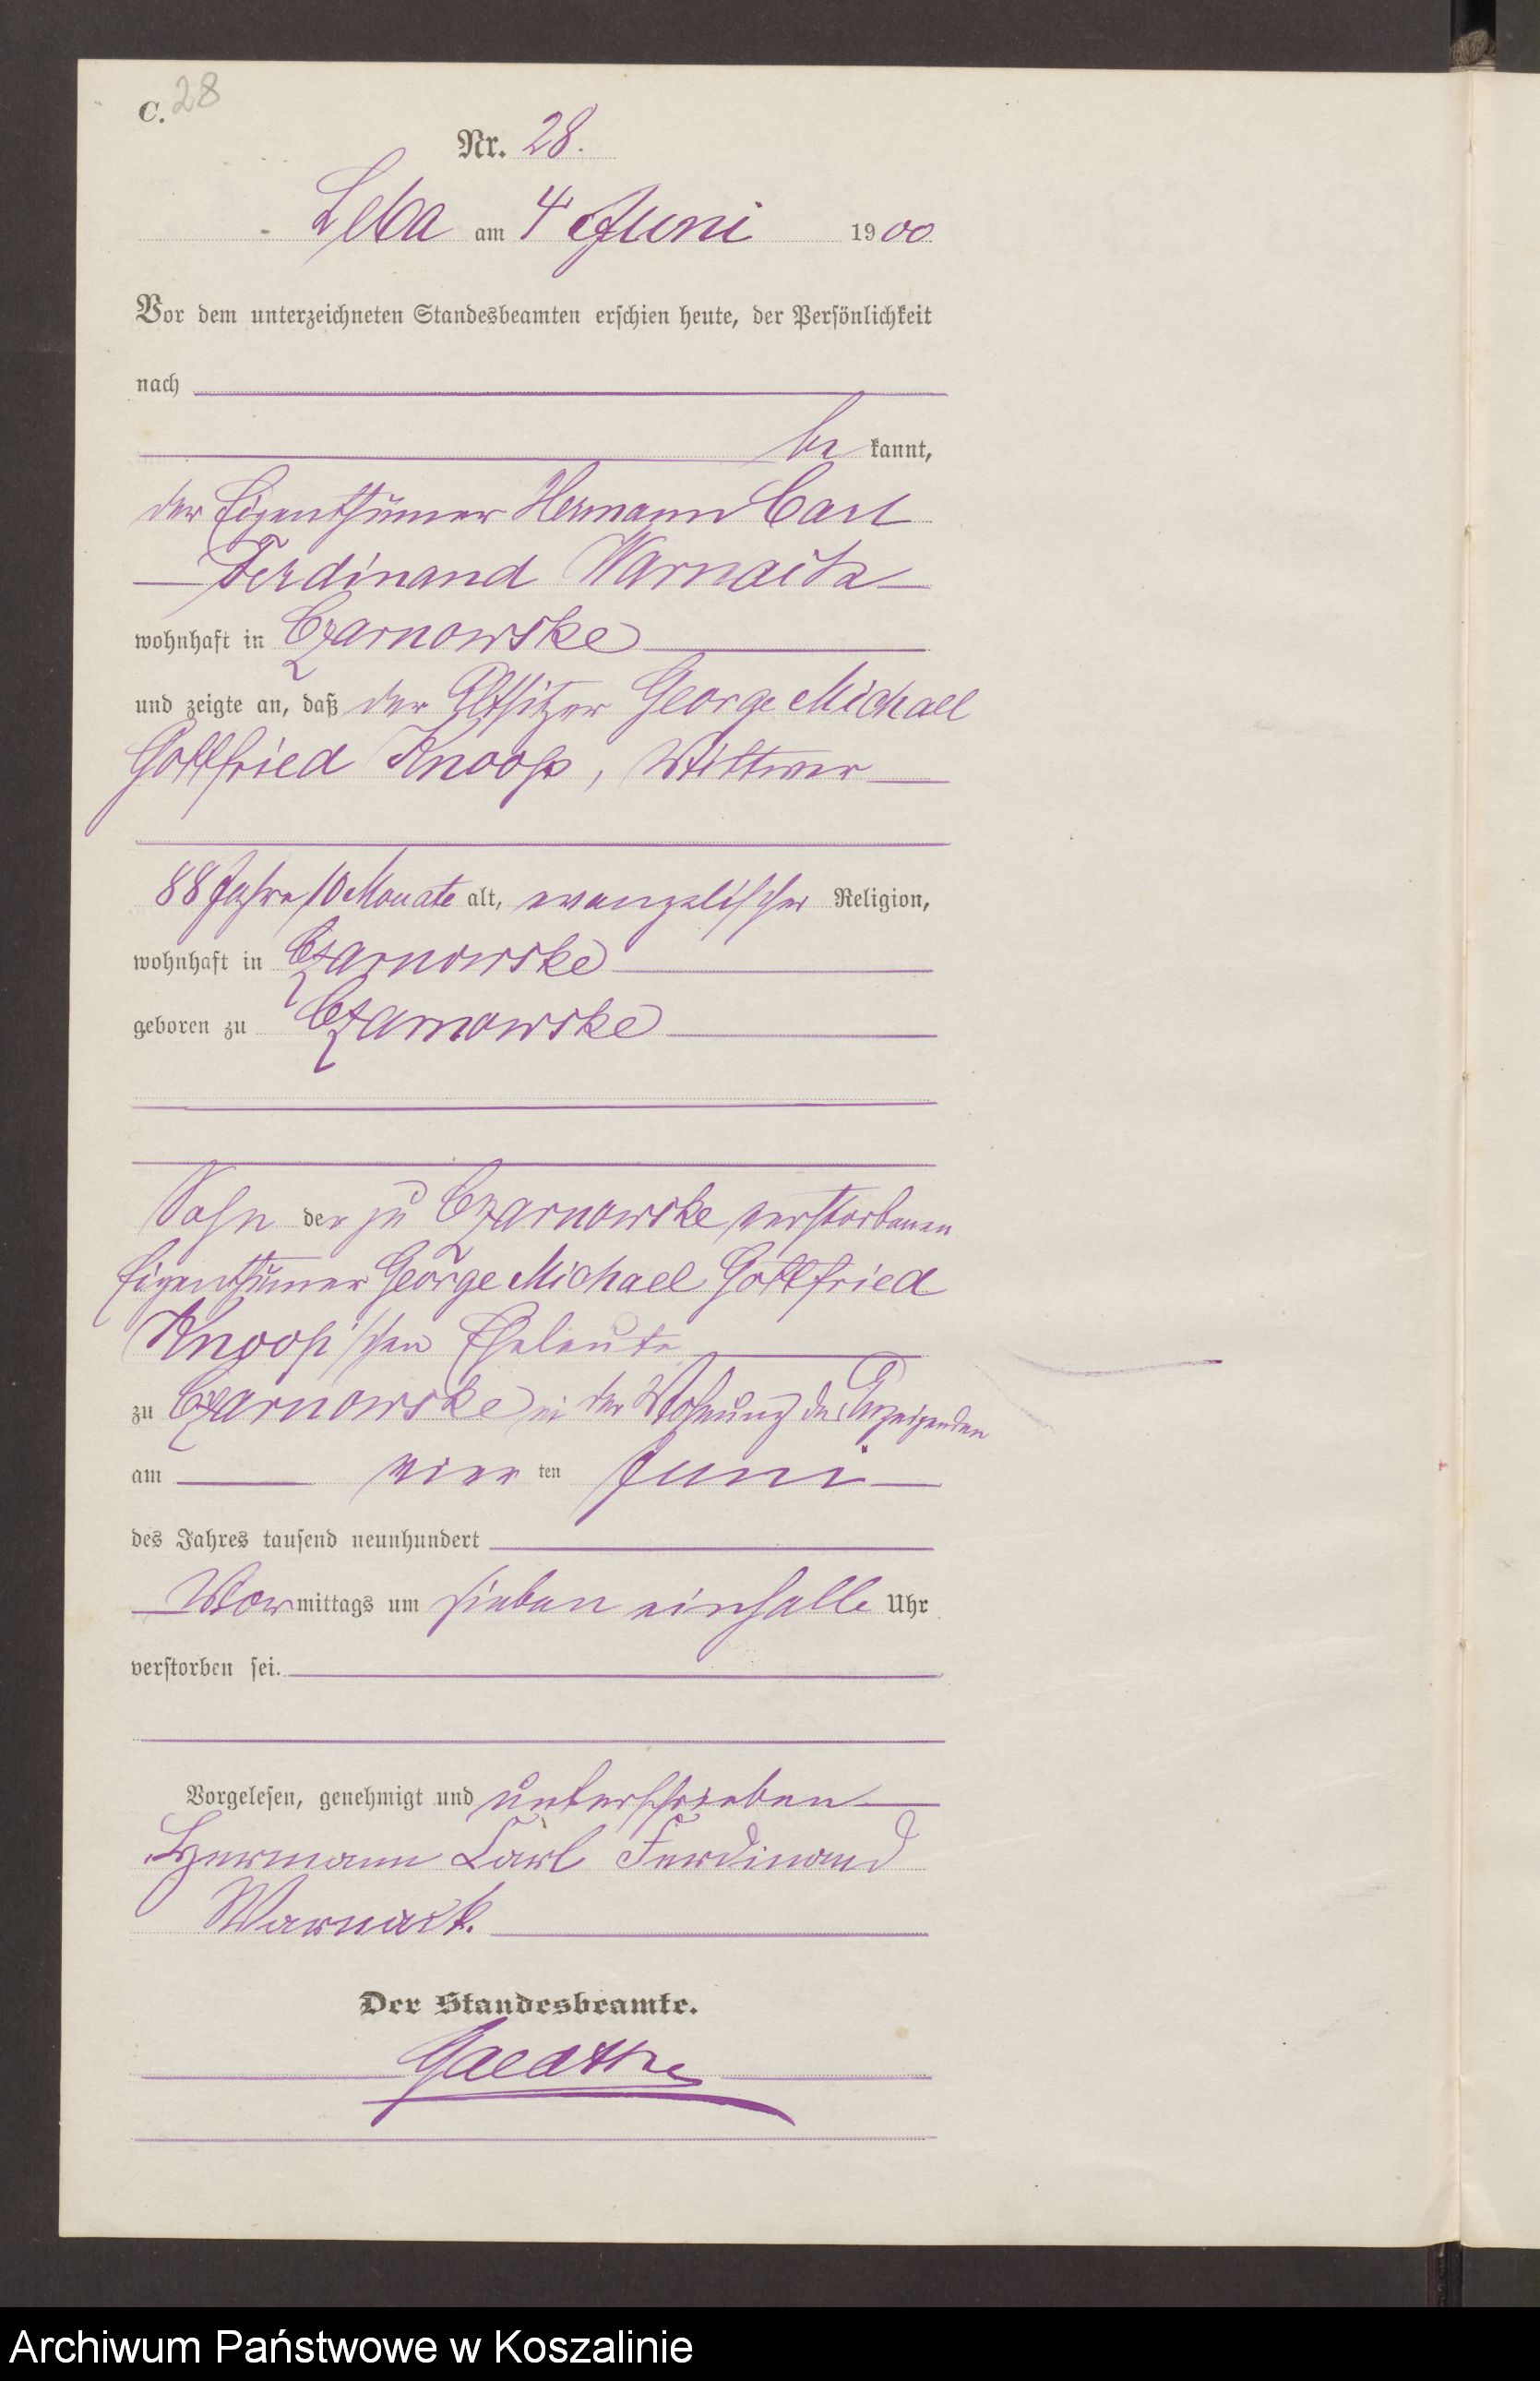 C. 28
Nr. 28.
Leba am 4 Juni 1900
Vor dem unterzeichneten Standesbeamten erschien heute, der Persönlichkeit
nach
be kannt,
der Eigenthümer Hermann Carl
Ferdinand
wohnhaft in Czarnowske
und zeigte an, daß der Altsitzer George Michael
Gottfried Knoop, Wittwer
88 Jahre 10 Monate alt, evangelischer Religion,
wohnhaft in Czarnowske
geboren zu Czarnowske
Sohn der zu Czarnowske verstorbenen
Eigenthümer George Michael Gottfried
Knoop'schen Eheleute
zu Czarnowske in der Wohnung des Anzeigenden
am vier ten Juni
des Jahres tausend neunhundert
Vormittags um sieben einhalb Uhr
verstorben sei.
Vorgelesen, genehmigt und unterschrieben
Hermann Carl Ferdinand
Der Standesbeamte.
Gaedtke
Archiwum Państwowe w Koszalinie